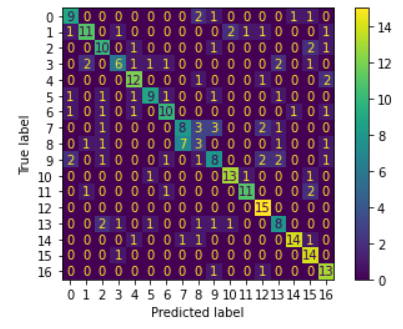 0 9 0 0 0 0 0 0 0 2 1 0 0 0 0 1 1 0
1 1 11 0 1 0 0 0 0 0 0 2 1 1 0 0 0 1
2 0 0 10 0 1 0 0 0 0 1 0 0 0 0 0 2 1
3 0 2 0 6 1 1 1 0 0 0 0 0 0 2 0 1 0
4 0 0 0 0 12 0 0 0 1 0 0 0 1 0 0 0 2
5 1 0 1 0 1 9 1 0 0 0 0 0 0 1 0 0 0
6 0 0 1 0 1 0 10 0 0 0 0 0 0 0 1 0 1
7 0 0 1 0 0 0 0 8 3 3 0 0 2 1 0 0 0
8 0 1 1 0 0 0 0 7 3 0 0 0 0 1 0 0 1
9 2 0 0 0 0 0 1 0 1 8 0 0 2 2 0 0 1
10 0 0 0 0 0 1 0 0 0 0 13 1 0 0 0 1 0
11 0 1 0 0 0 0 1 0 0 0 0 11 0 0 0 2 0
12 0 0 0 0 0 0 0 0 0 0 0 0 15 0 0 0 0
13 0 0 2 1 0 1 0 0 1 1 1 0 0 8 0 0 0
14 0 0 0 0 1 0 0 1 1 0 0 0 0 0 14 1 0
15 0 0 0 1 0 0 0 0 0 0 0 0 0 0 0 14 0
16 0 0 0 0 0 0 0 0 0 1 0 0 1 0 0 0 13
0 1 2 3 4 5 6 7 8 9 10 11 12 13 14 15 16
Predicted label
True label
14
12
10
8
6
4
2
0